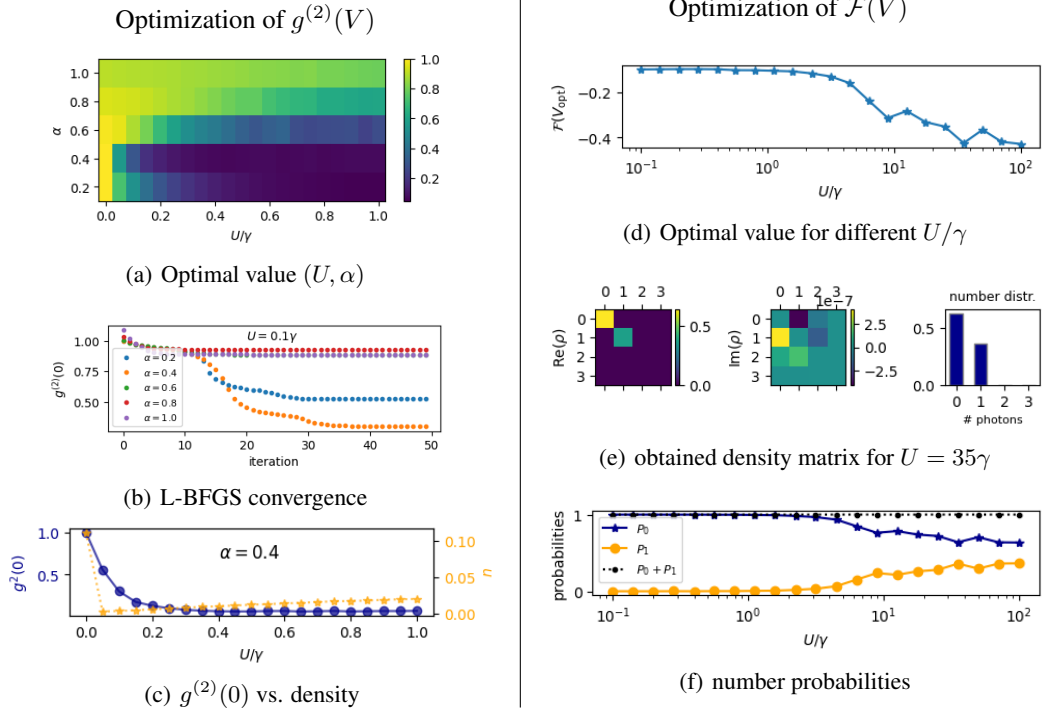 Optimization of g^{(2)}(V)
1.0
0.8
0.6
0.4
0.2
α
0.0 0.2 0.4 0.6 0.8 1.0
U/γ
1.0
0.8
0.6
0.4
0.2
(a) Optimal value (U, α)
U = 0.1γ
1.00
0.75
0.50
g^{(2)}(0)
α = 0.2
α = 0.4
α = 0.6
α = 0.8
α = 1.0
0 10 20 30 40 50
iteration
(b) L-BFGS convergence
1.0
0.5
g^2(0)
α = 0.4
0.10
0.05
0.00
n
0.0 0.2 0.4 0.6 0.8 1.0
U/γ
(c) g^{(2)}(0) vs. density
Optimization of F(V)
−0.2
−0.4
F(V_{opt})
10^{−1} 10^0 10^1 10^2
U/γ
(d) Optimal value for different U/γ
0 1 2 3
0
1
2
3
Re(ρ)
0.5
0.0
0 1 2 3
1e−7
0
1
2
3
Im(ρ)
2.5
0.0
−2.5
number distr.
0.5
0.0
0 1 2 3
# photons
(e) obtained density matrix for U = 35γ
1
0
probabilities
P_0
P_1
P_0 + P_1
10^{−1} 10^0 10^1 10^2
U/γ
(f) number probabilities